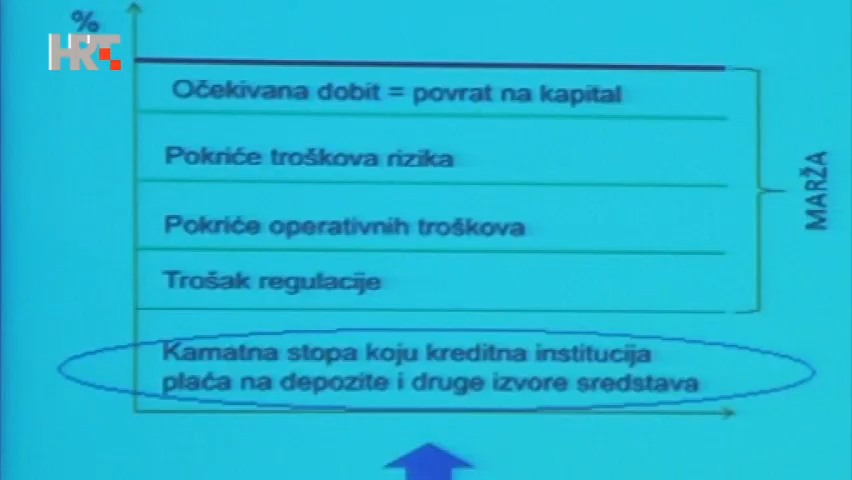 %
HRT
Očekivana dobit = povrat na kapital
Pokriće troškova rizika
Pokriće operativnih troškova
Trošak regulacije
Kamatna stopa koju kreditna institucija
plaća na depozite i druge izvore sredstava
MARŽA